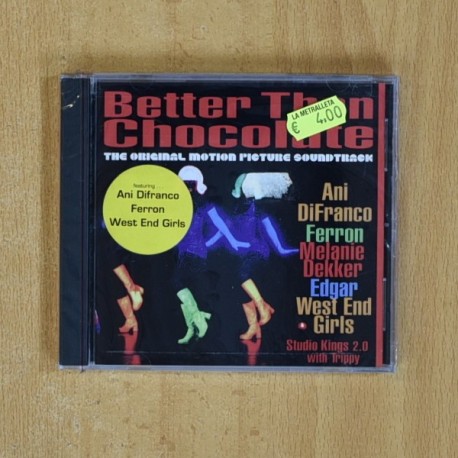 Better Than
Chocolate
LA METRALLETA
€ 4,00
THE ORIGINAL MOTION PICTURE SOUNDTRACK
featuring
Ani Difranco
Ferron
West End Girls
Ani
DiFranco
Ferron
Melanie
Dekker
Edgar
West End
Girls
Studio Kings 2.0
with Trippy